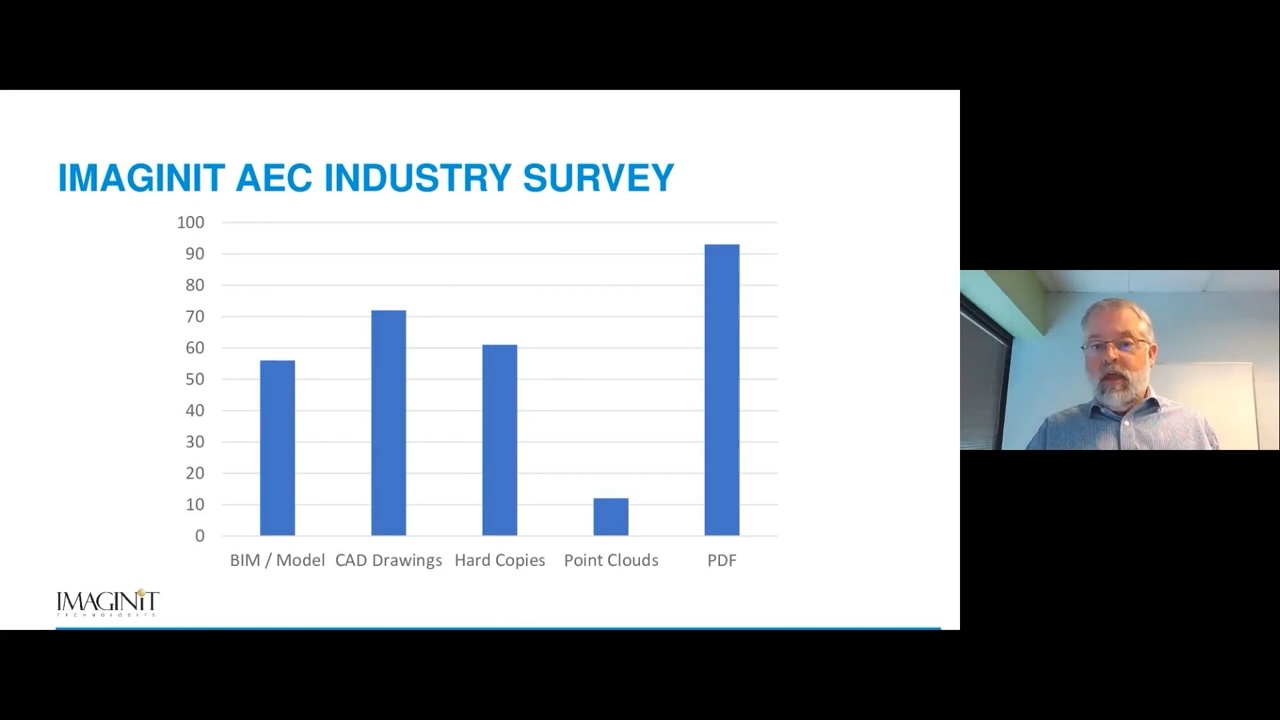 IMAGINIT AEC INDUSTRY SURVEY
100
90
80
70
60
50
40
30
20
10
0
BIM / Model CAD Drawings Hard Copies Point Clouds PDF
IMAGINiT
TECHNOLOGIES